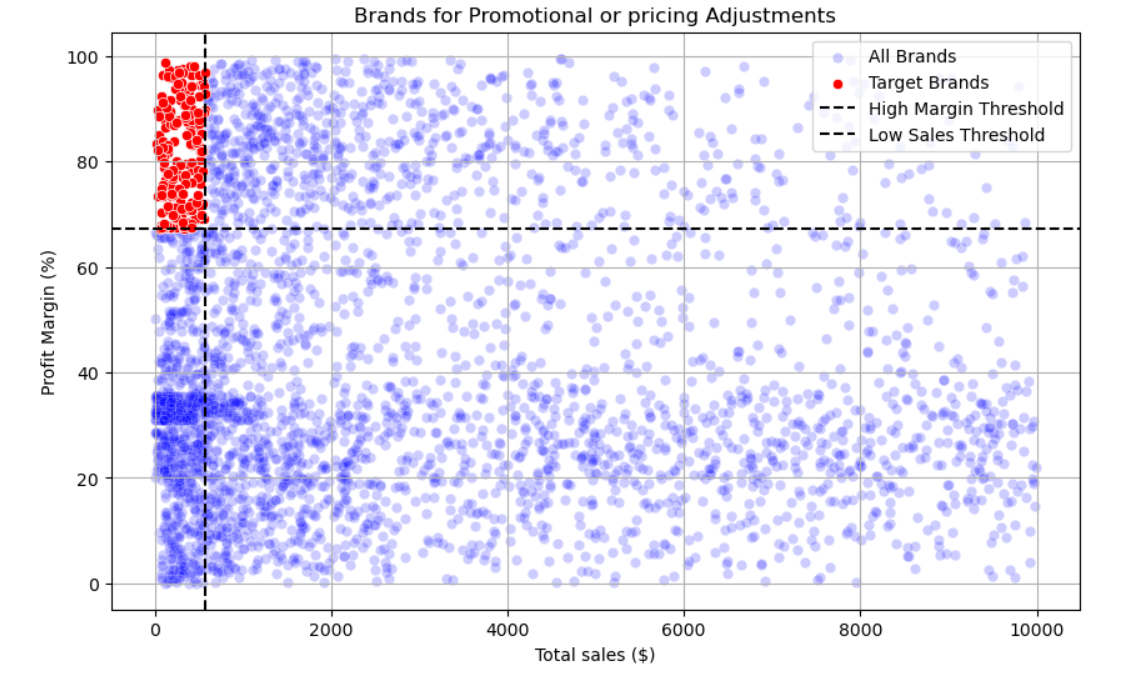 Brands for Promotional or pricing Adjustments
All Brands
Target Brands
High Margin Threshold
Low Sales Threshold
Profit Margin (%)
100
80
60
40
20
0
0 2000 4000 6000 8000 10000
Total sales ($)